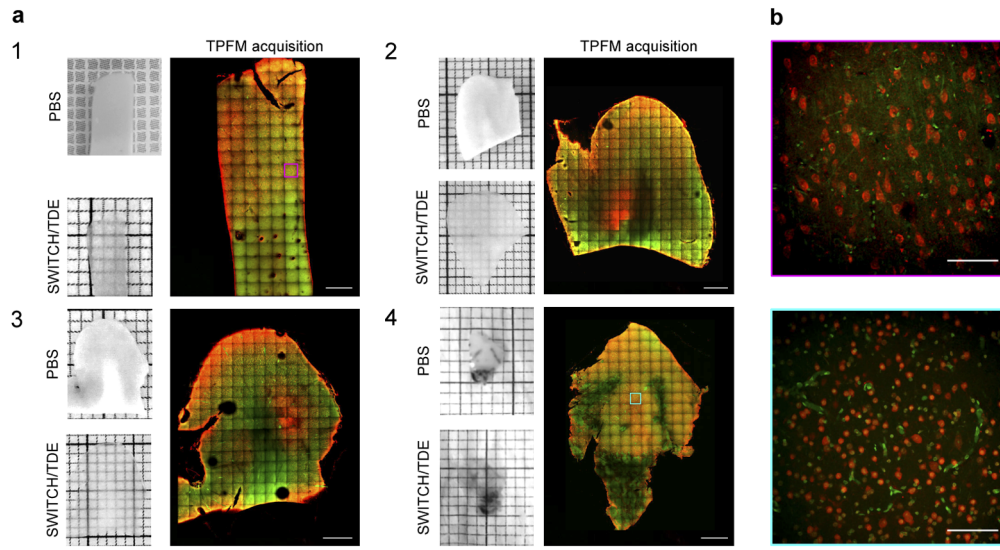 a
b
1
TPFM acquisition
PBS
SWITCH/TDE
2
TPFM acquisition
PBS
SWITCH/TDE
3
PBS
SWITCH/TDE
4
PBS
SWITCH/TDE